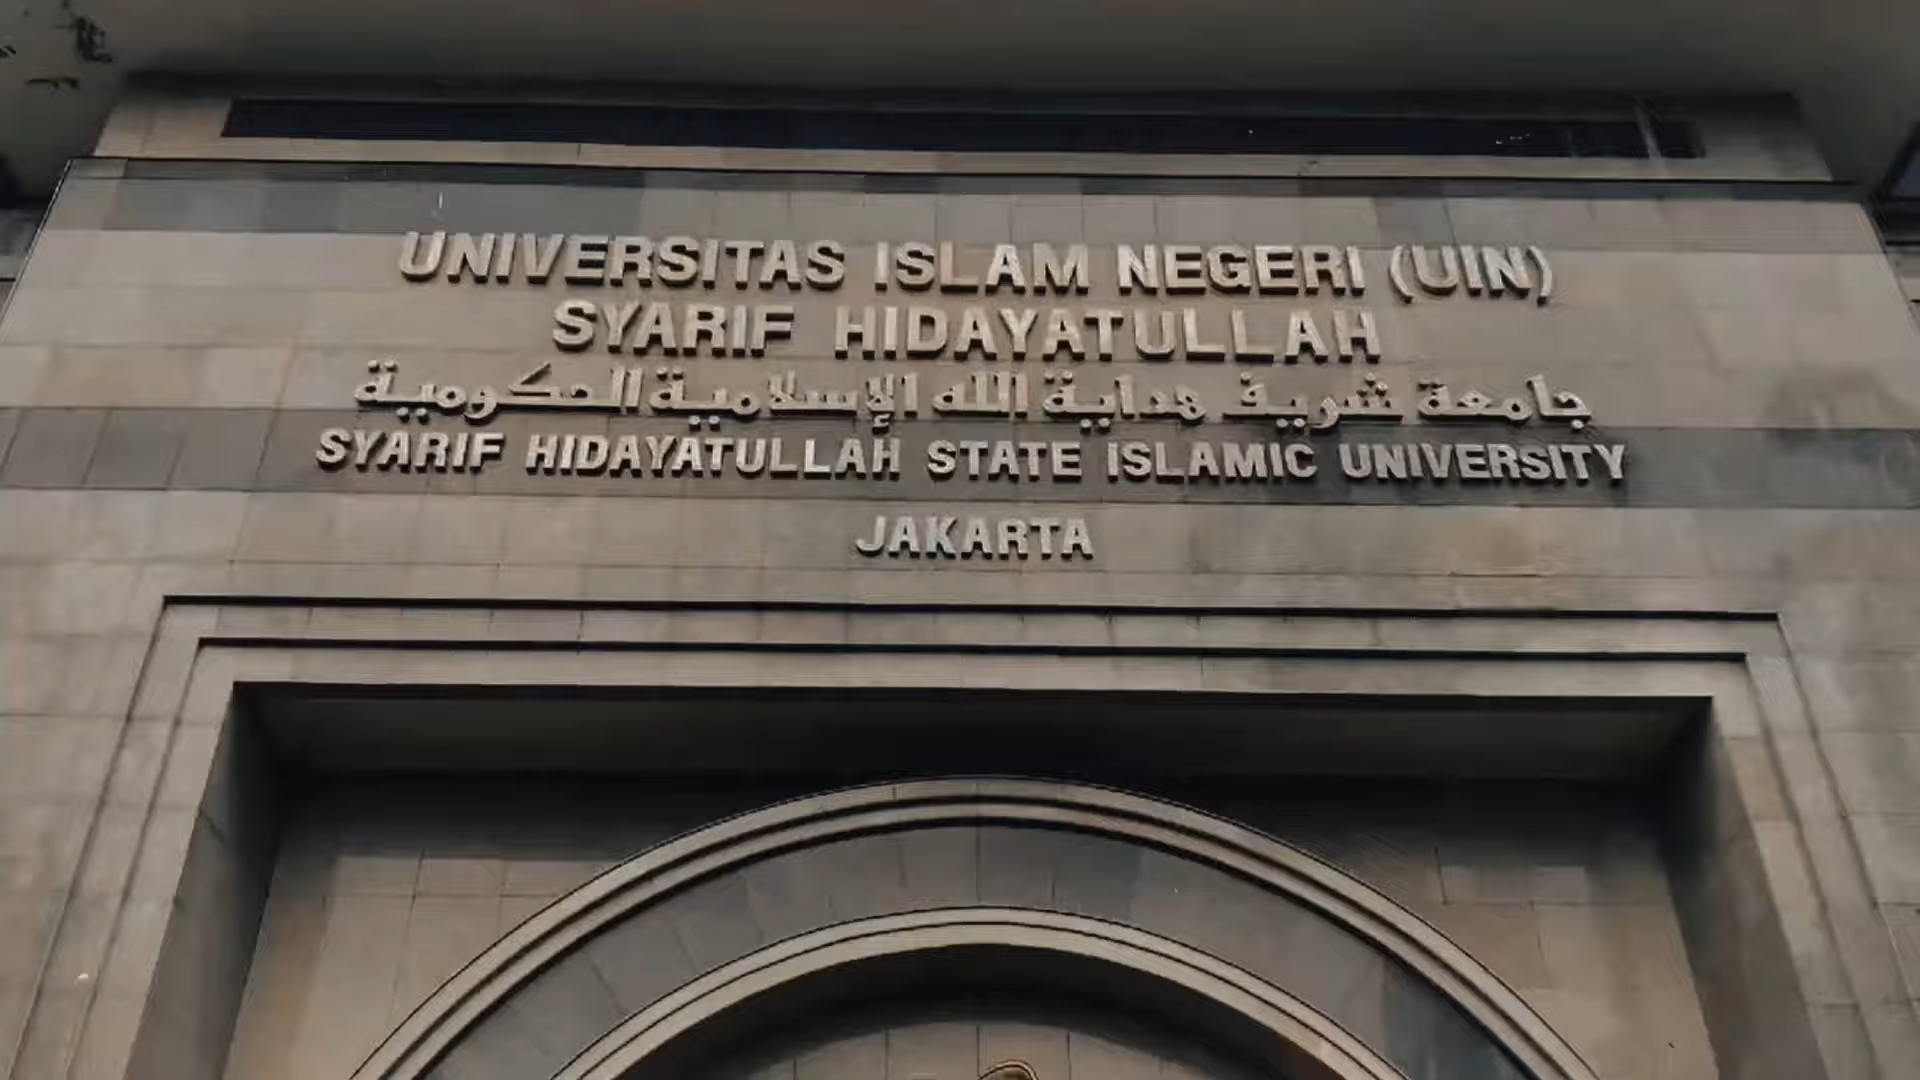 UNIVERSITAS ISLAM NEGERI (UIN)
SYARIF HIDAYATULLAH
جامعة شريف هداية الله الإسلامية الحكومية
SYARIF HIDAYATULLAH STATE ISLAMIC UNIVERSITY
JAKARTA